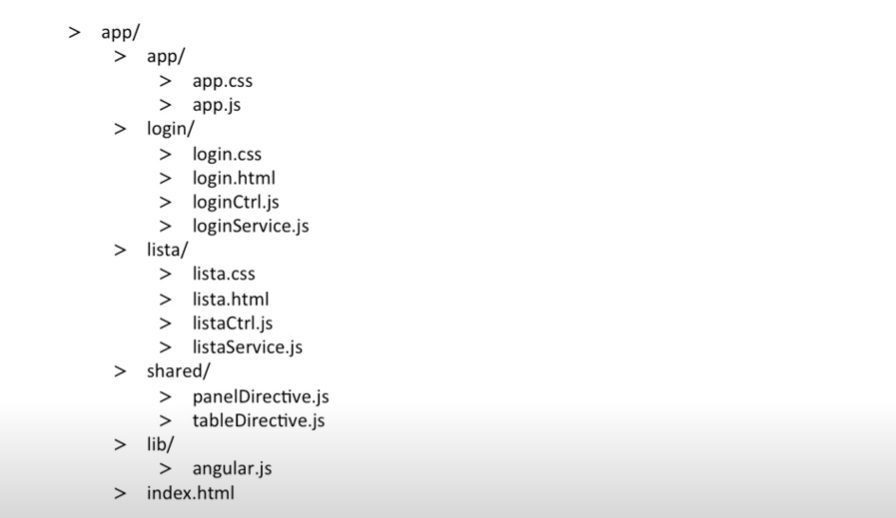 > app/
> app/
> app.css
> app.js
> login/
> login.css
> login.html
> loginCtrl.js
> loginService.js
> lista/
> lista.css
> lista.html
> listaCtrl.js
> listaService.js
> shared/
> panelDirective.js
> tableDirective.js
> lib/
> angular.js
> index.html